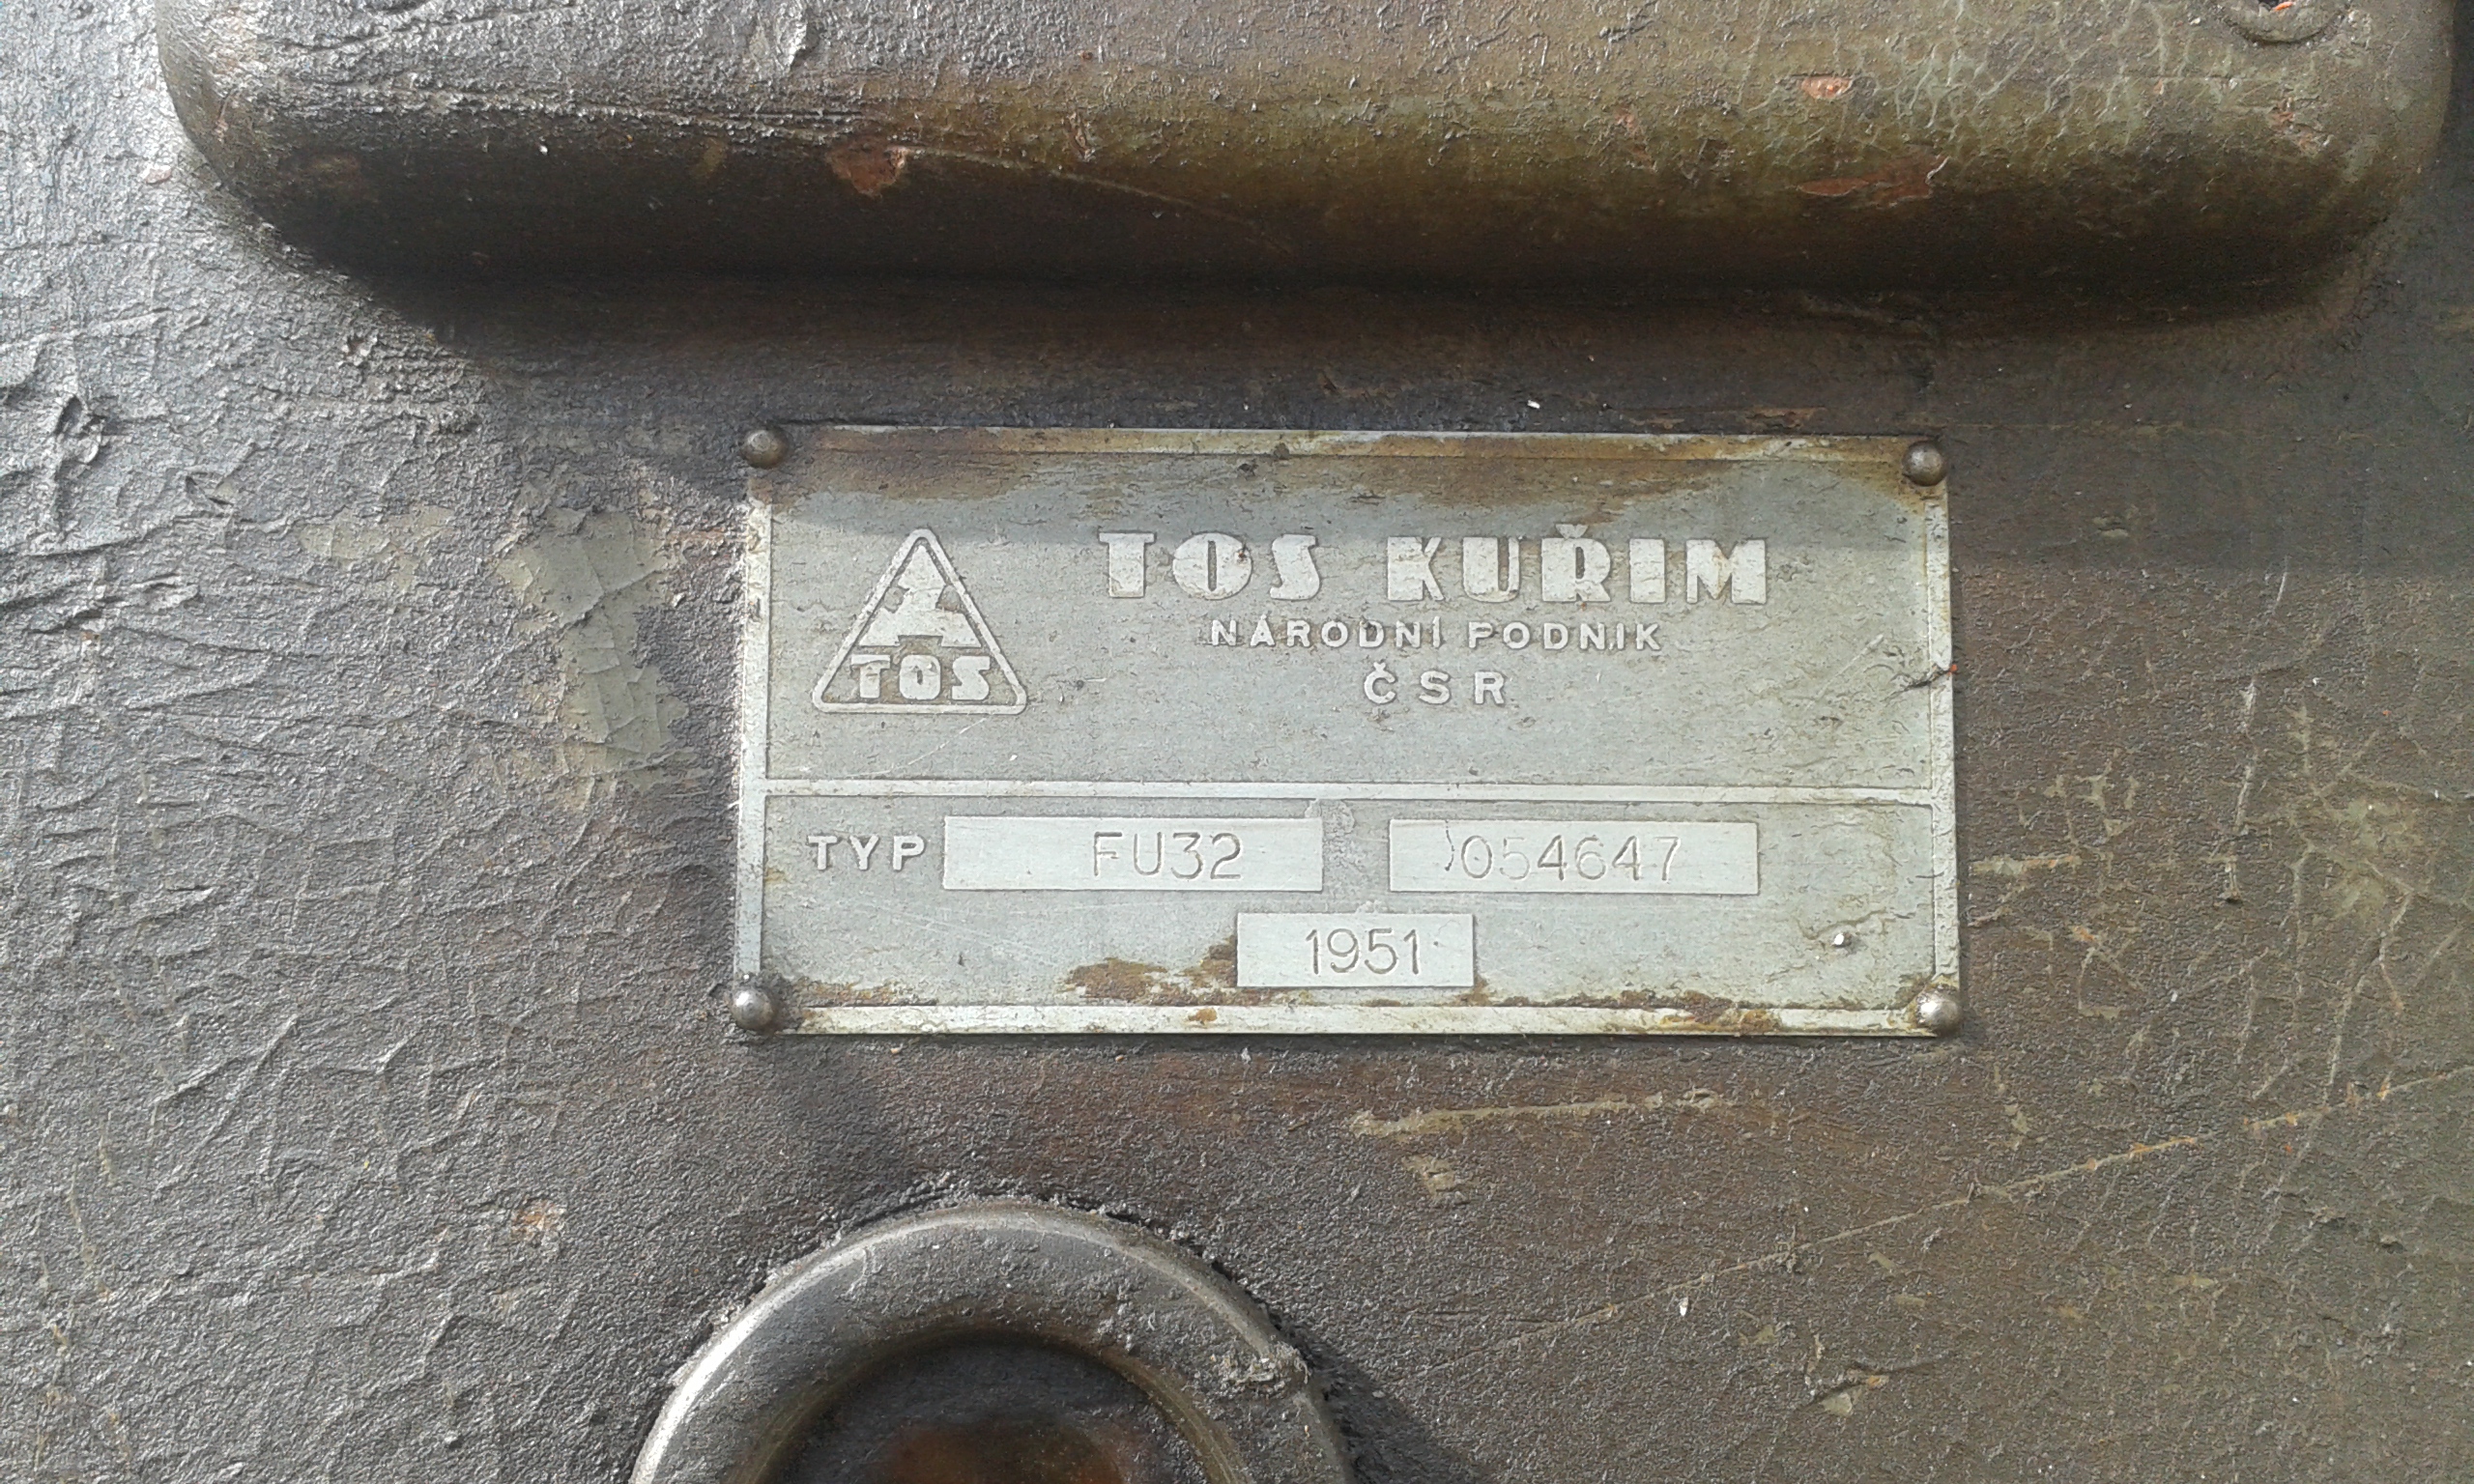 TOS KUŘIM
NÁRODNÍ PODNIK
ČSR
TOS
TYP FU32 054647
1951